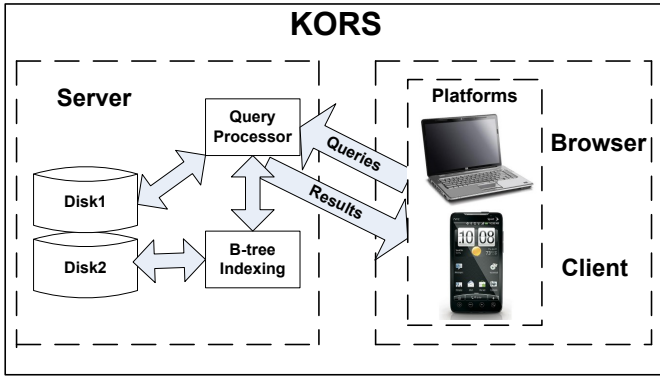 KORS
Server
Query
Processor
Disk1
Disk2
B-tree
Indexing
Queries
Results
Platforms
Browser
Client
10 08